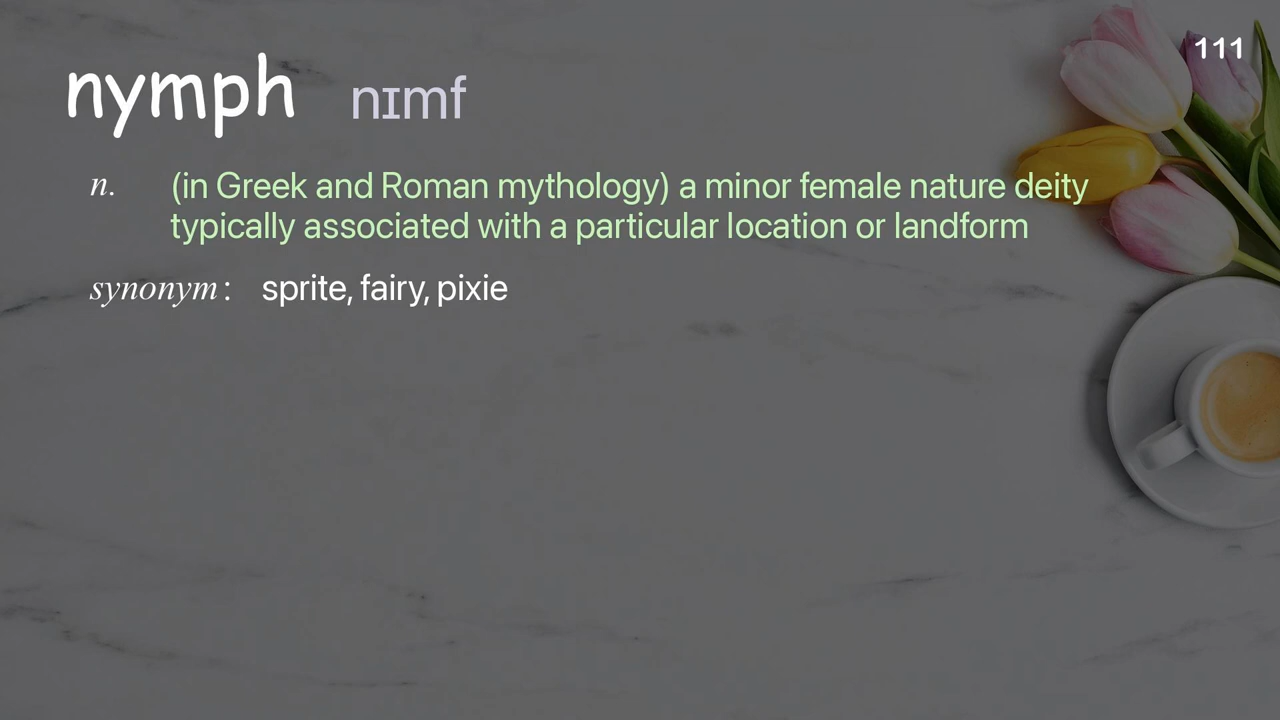 111
nymph nɪmf
n. (in Greek and Roman mythology) a minor female nature deity
typically associated with a particular location or landform
synonym: sprite, fairy, pixie